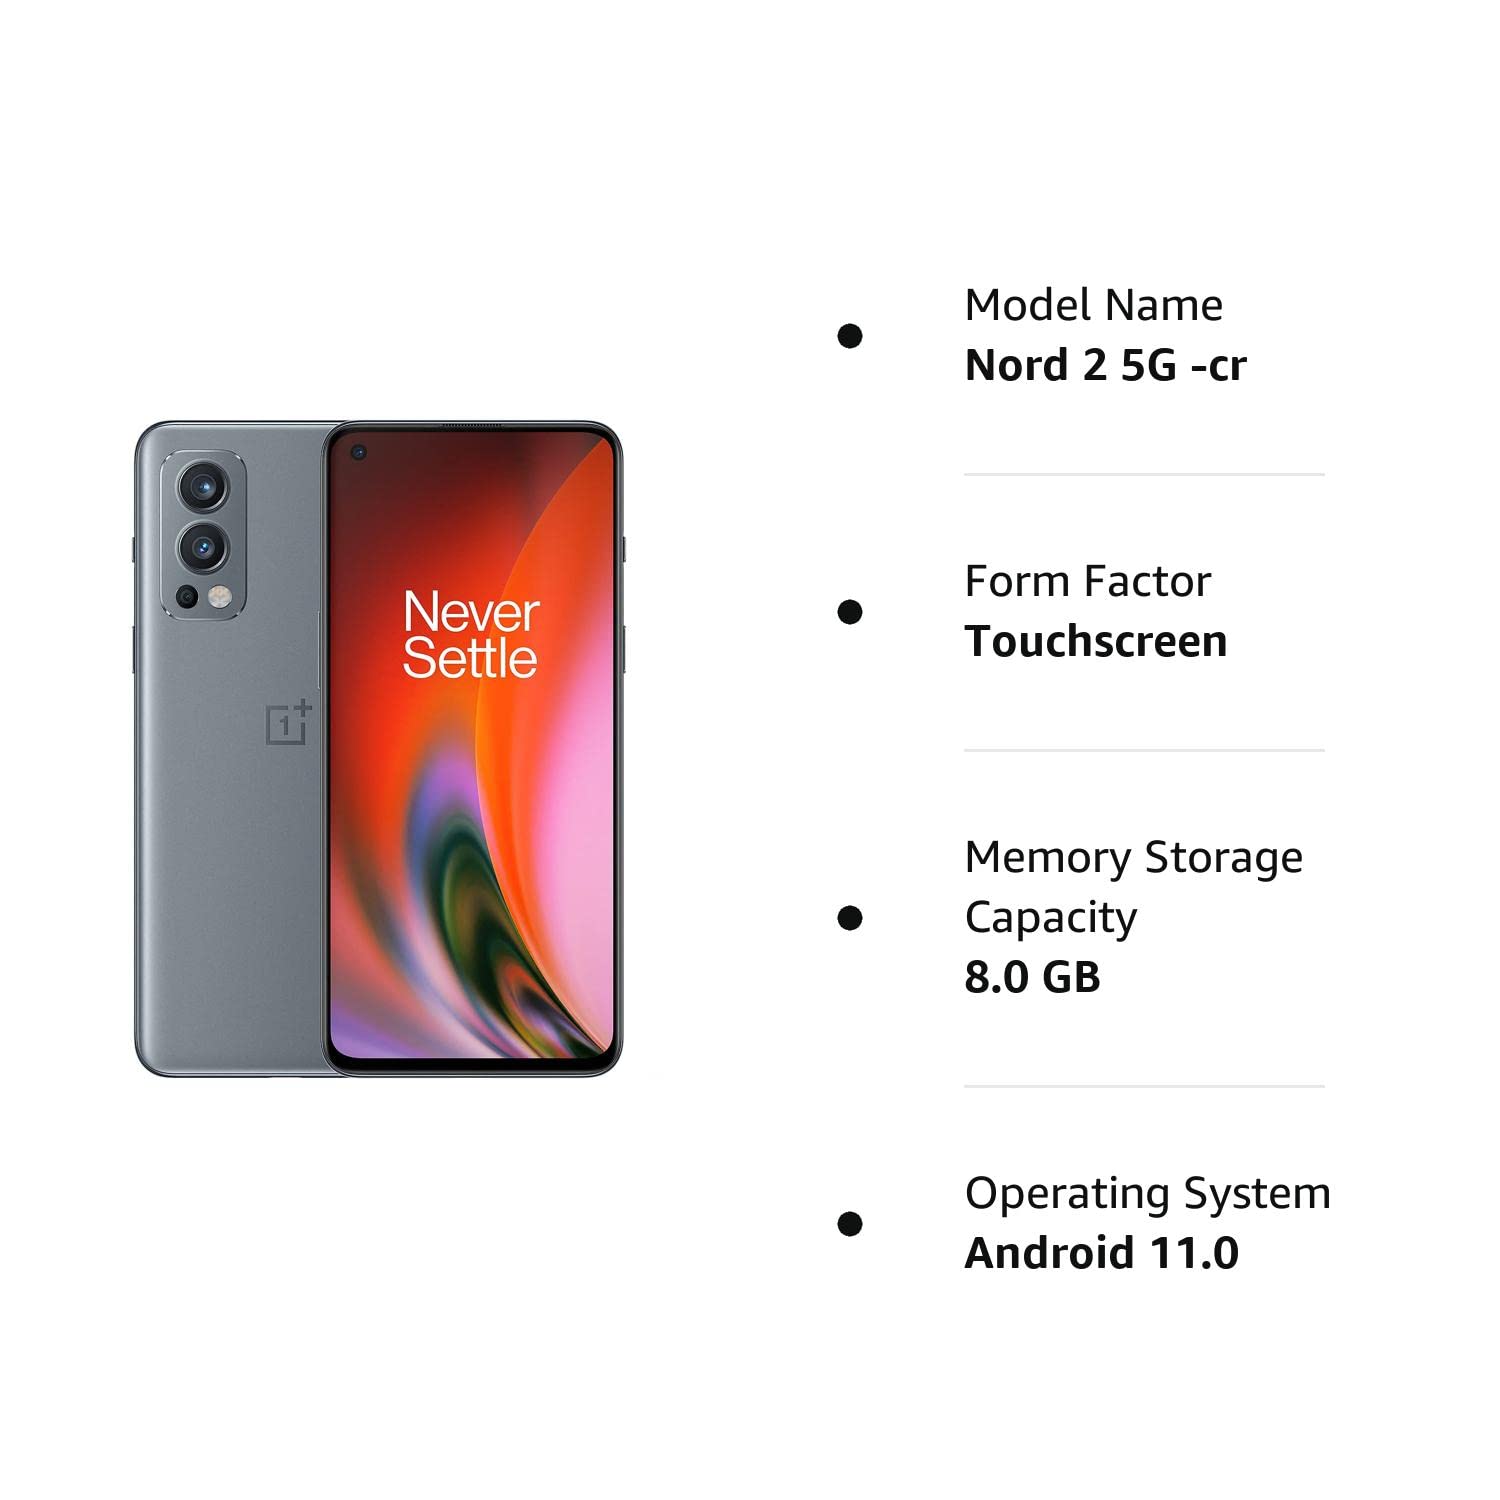 Never
Settle
1+
Model Name
Nord 2 5G -cr
Form Factor
Touchscreen
Memory Storage
Capacity
8.0 GB
Operating System
Android 11.0